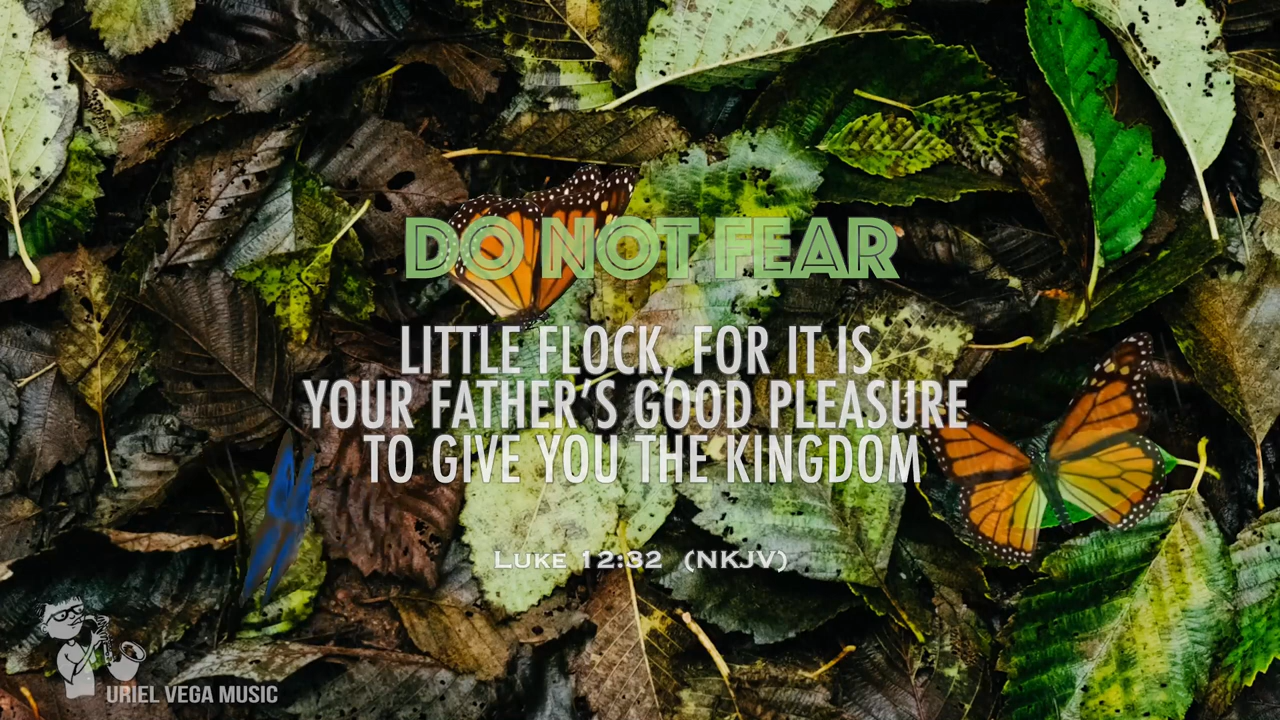 DO NOT FEAR
LITTLE FLOCK, FOR IT IS
YOUR FATHER'S GOOD PLEASURE
TO GIVE YOU THE KINGDOM
Luke 12:32 (NKJV)
URIEL VEGA MUSIC